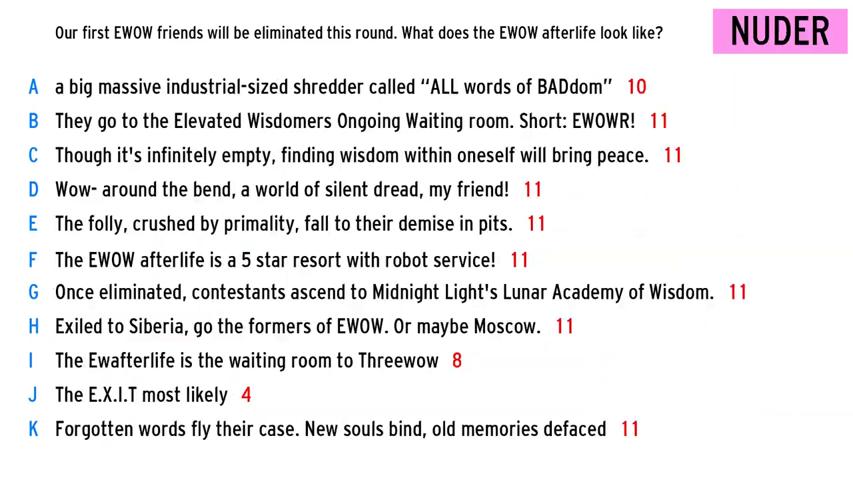 Our first EWOW friends will be eliminated this round. What does the EWOW afterlife look like?
NUDER
A a big massive industrial-sized shredder called “ALL words of BADdom” 10
B They go to the Elevated Wisdomers Ongoing Waiting room. Short: EWOWR! 11
C Though it's infinitely empty, finding wisdom within oneself will bring peace. 11
D Wow- around the bend, a world of silent dread, my friend! 11
E The folly, crushed by primality, fall to their demise in pits. 11
F The EWOW afterlife is a 5 star resort with robot service! 11
G Once eliminated, contestants ascend to Midnight Light's Lunar Academy of Wisdom. 11
H Exiled to Siberia, go the formers of EWOW. Or maybe Moscow. 11
I The Ewafterlife is the waiting room to Threewow 8
J The E.X.I.T most likely 4
K Forgotten words fly their case. New souls bind, old memories defaced 11